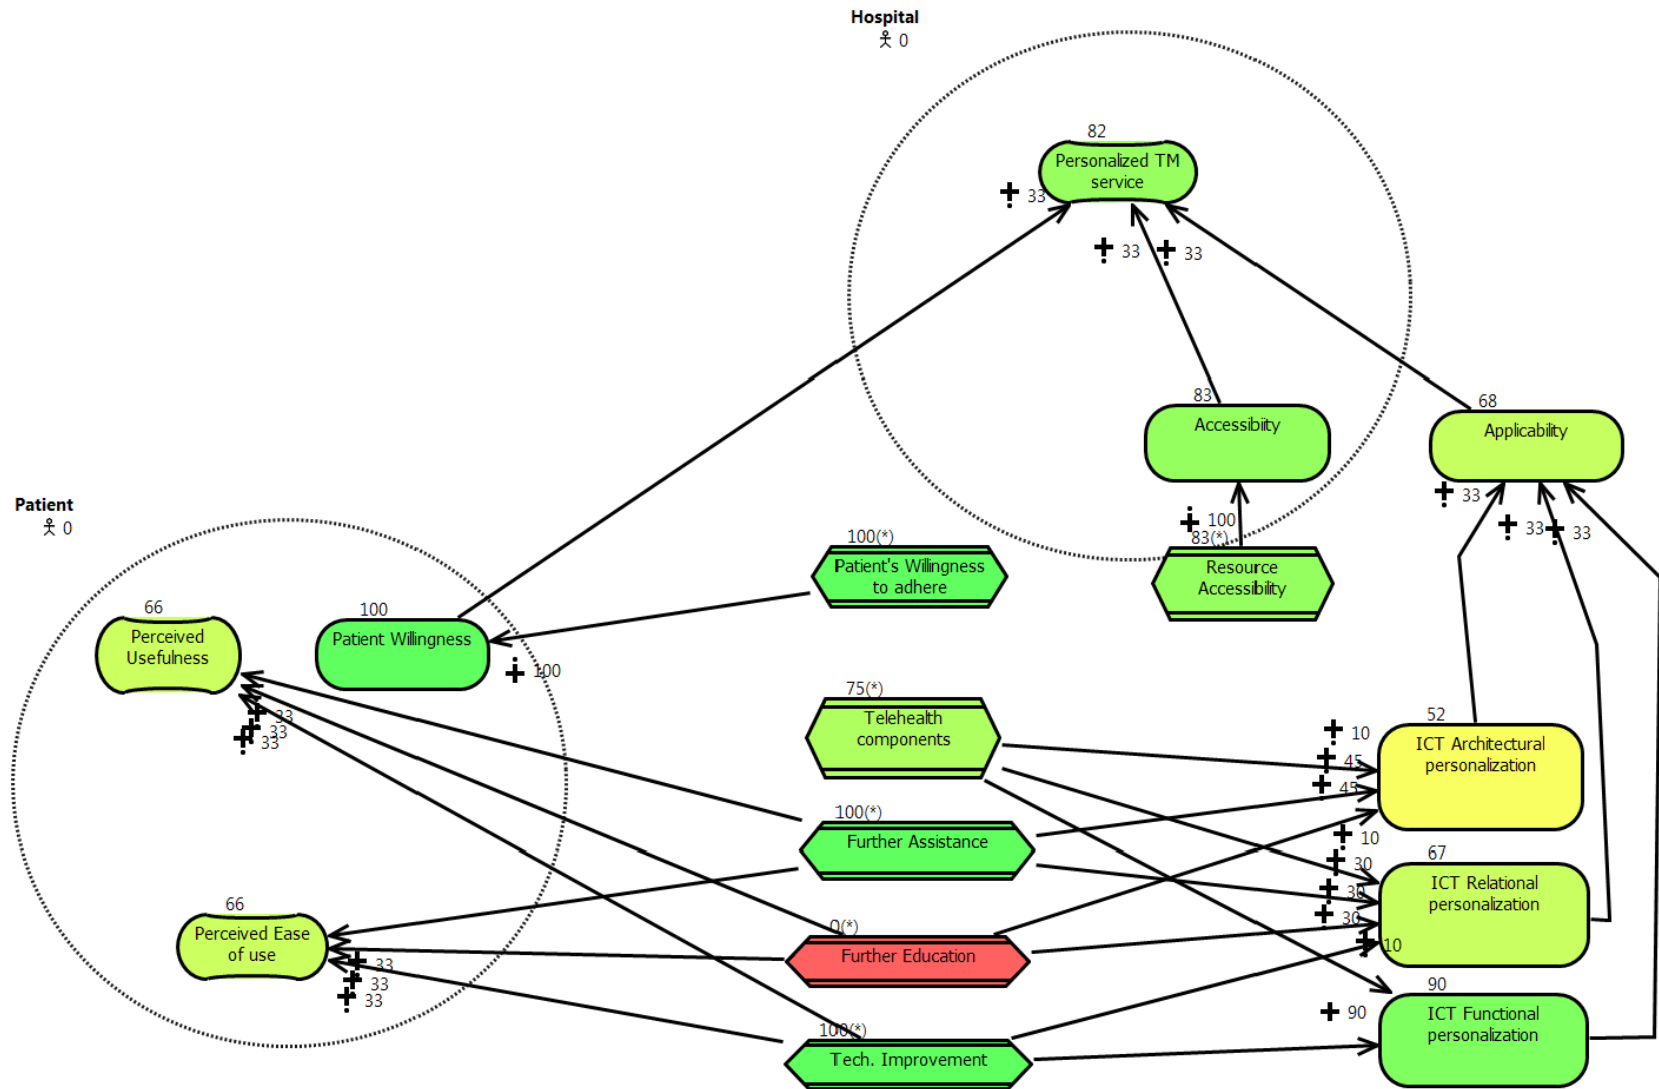 Hospital
0
82
Personalized TM
service
33
33
33
83
Accessibiity
68
Applicability
33
33
33
100
83(*)
Resource
Accessibility
Patient
0
100(*)
Patient's Willingness
to adhere
66
Perceived
Usefulness
100
Patient Willingness
100
33
33
33
75(*)
Telehealth
components
52
ICT Architectural
personalization
10
45
45
100(*)
Further Assistance
10
30
30
30
67
ICT Relational
personalization
66
Perceived Ease
of use
33
33
33
0(*)
Further Education
10
90
ICT Functional
personalization
90
100(*)
Tech. Improvement